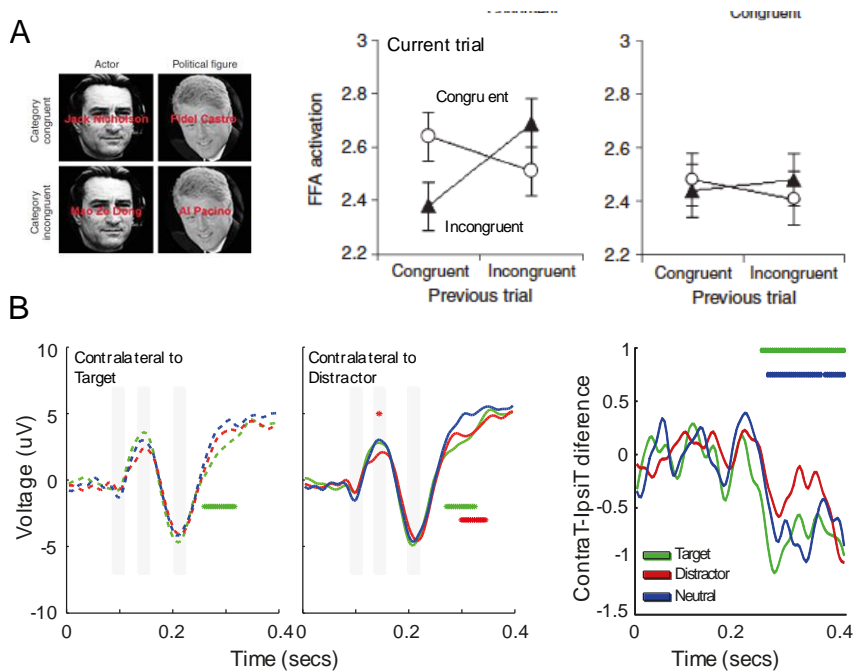 A
Actor
Political figure
Category
congruent
Category
incongruent
Jack Nicholson
Fidel Castro
Mao Ze Dong
Al Pacino
Congruent
Current trial
Congru ent
Incongruent
FFA activation
3
2.8
2.6
2.4
2.2
Congruent
Incongruent
Previous trial
3
2.8
2.6
2.4
2.2
Congruent
Incongruent
Previous trial
B
Contralateral to
Target
Voltage (uV)
10
5
0
-5
-10
0
0.2
0.4
Time (secs)
Contralateral to
Distractor
0
0.2
0.4
Time (secs)
ContraT-IpsiT diference
1
0.5
0
-0.5
-1
-1.5
Target
Distractor
Neutral
0
0.2
0.4
Time (secs)